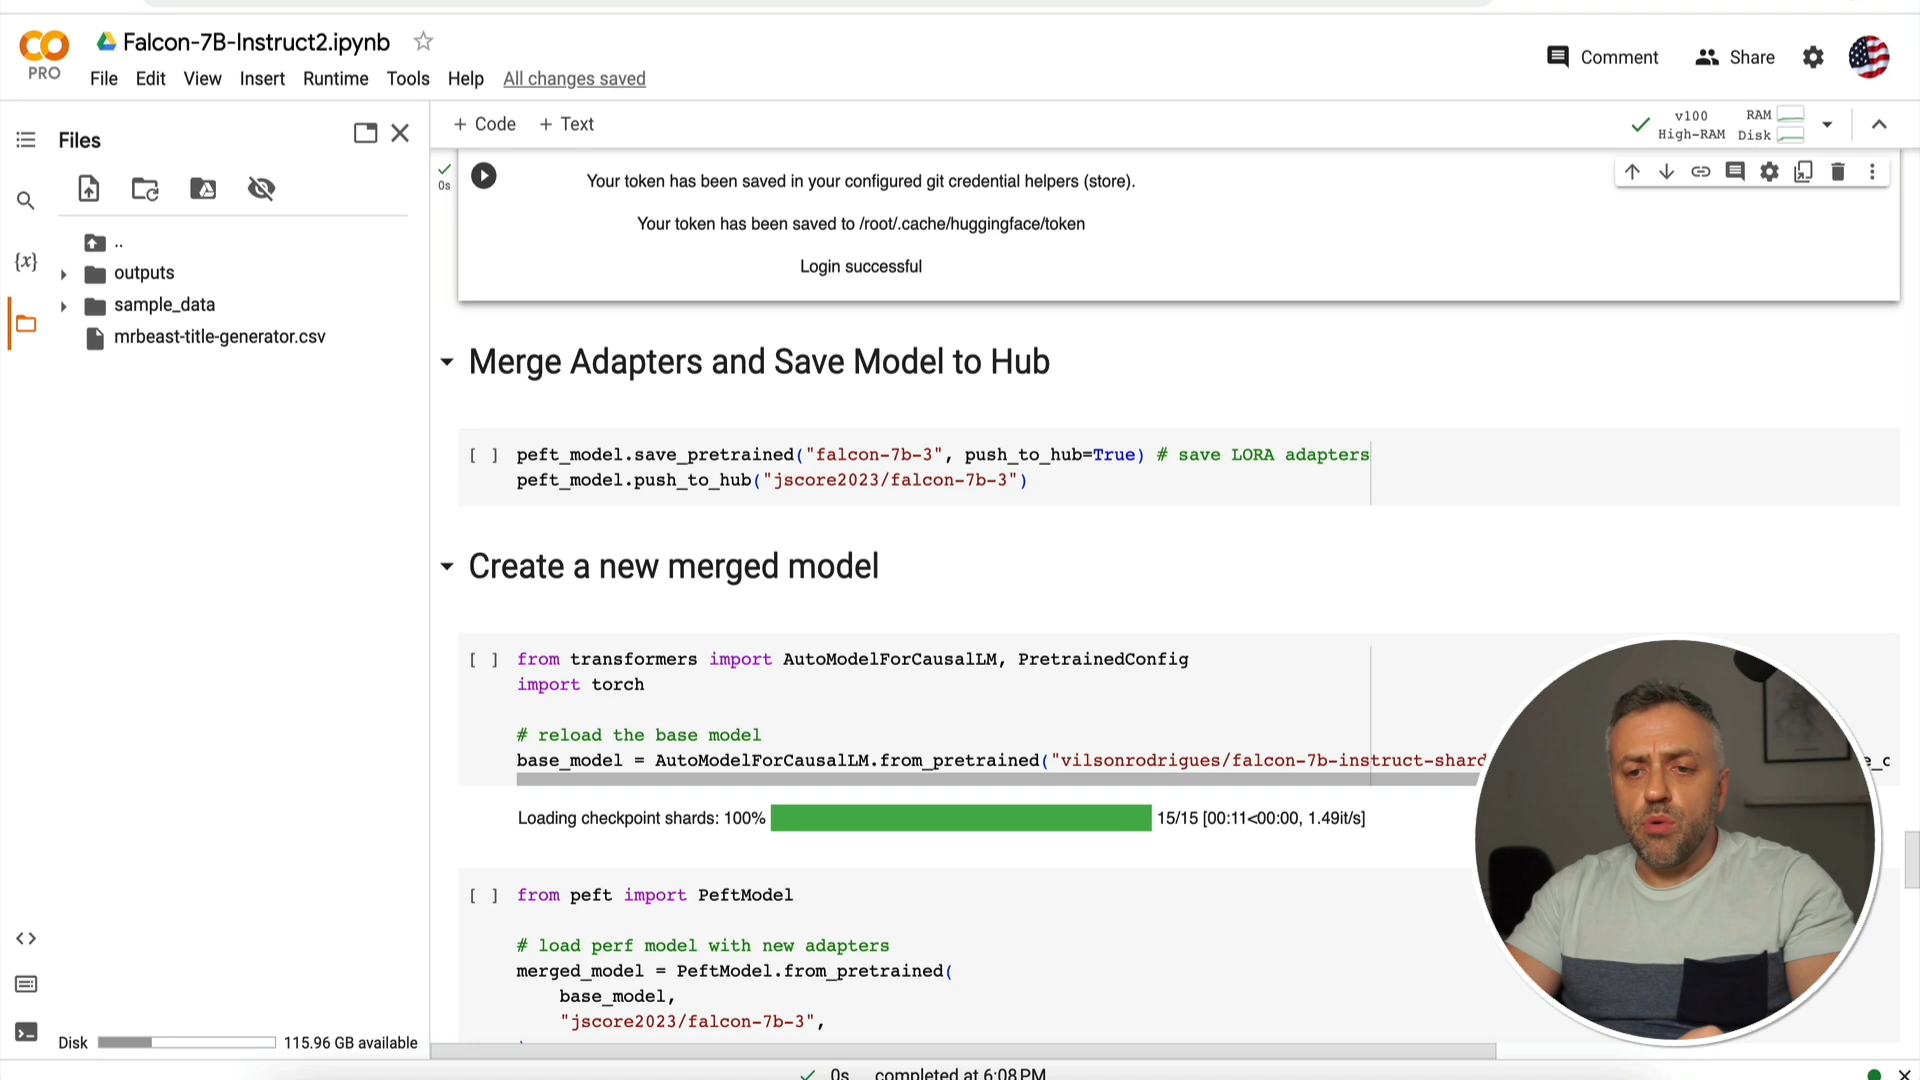 PRO
Falcon-7B-Instruct2.ipynb
File Edit View Insert Runtime Tools Help All changes saved
Comment
Share
Files
+ Code + Text
v100
High-RAM
RAM
Disk
0s
..
outputs
sample_data
mrbeast-title-generator.csv
{x}
Your token has been saved in your configured git credential helpers (store).
Your token has been saved to /root/.cache/huggingface/token
Login successful
Merge Adapters and Save Model to Hub
[ ] peft_model.save_pretrained("falcon-7b-3", push_to_hub=True) # save LORA adapters
peft_model.push_to_hub("jscore2023/falcon-7b-3")
Create a new merged model
[ ] from transformers import AutoModelForCausalLM, PretrainedConfig
import torch
# reload the base model
base_model = AutoModelForCausalLM.from_pretrained("vilsonrodrigues/falcon-7b-instruct-shard
Loading checkpoint shards: 100% 15/15 [00:11<00:00, 1.49it/s]
[ ] from peft import PeftModel
# load perf model with new adapters
merged_model = PeftModel.from_pretrained(
base_model,
"jscore2023/falcon-7b-3",
Disk 115.96 GB available
0s completed at 6:08 PM